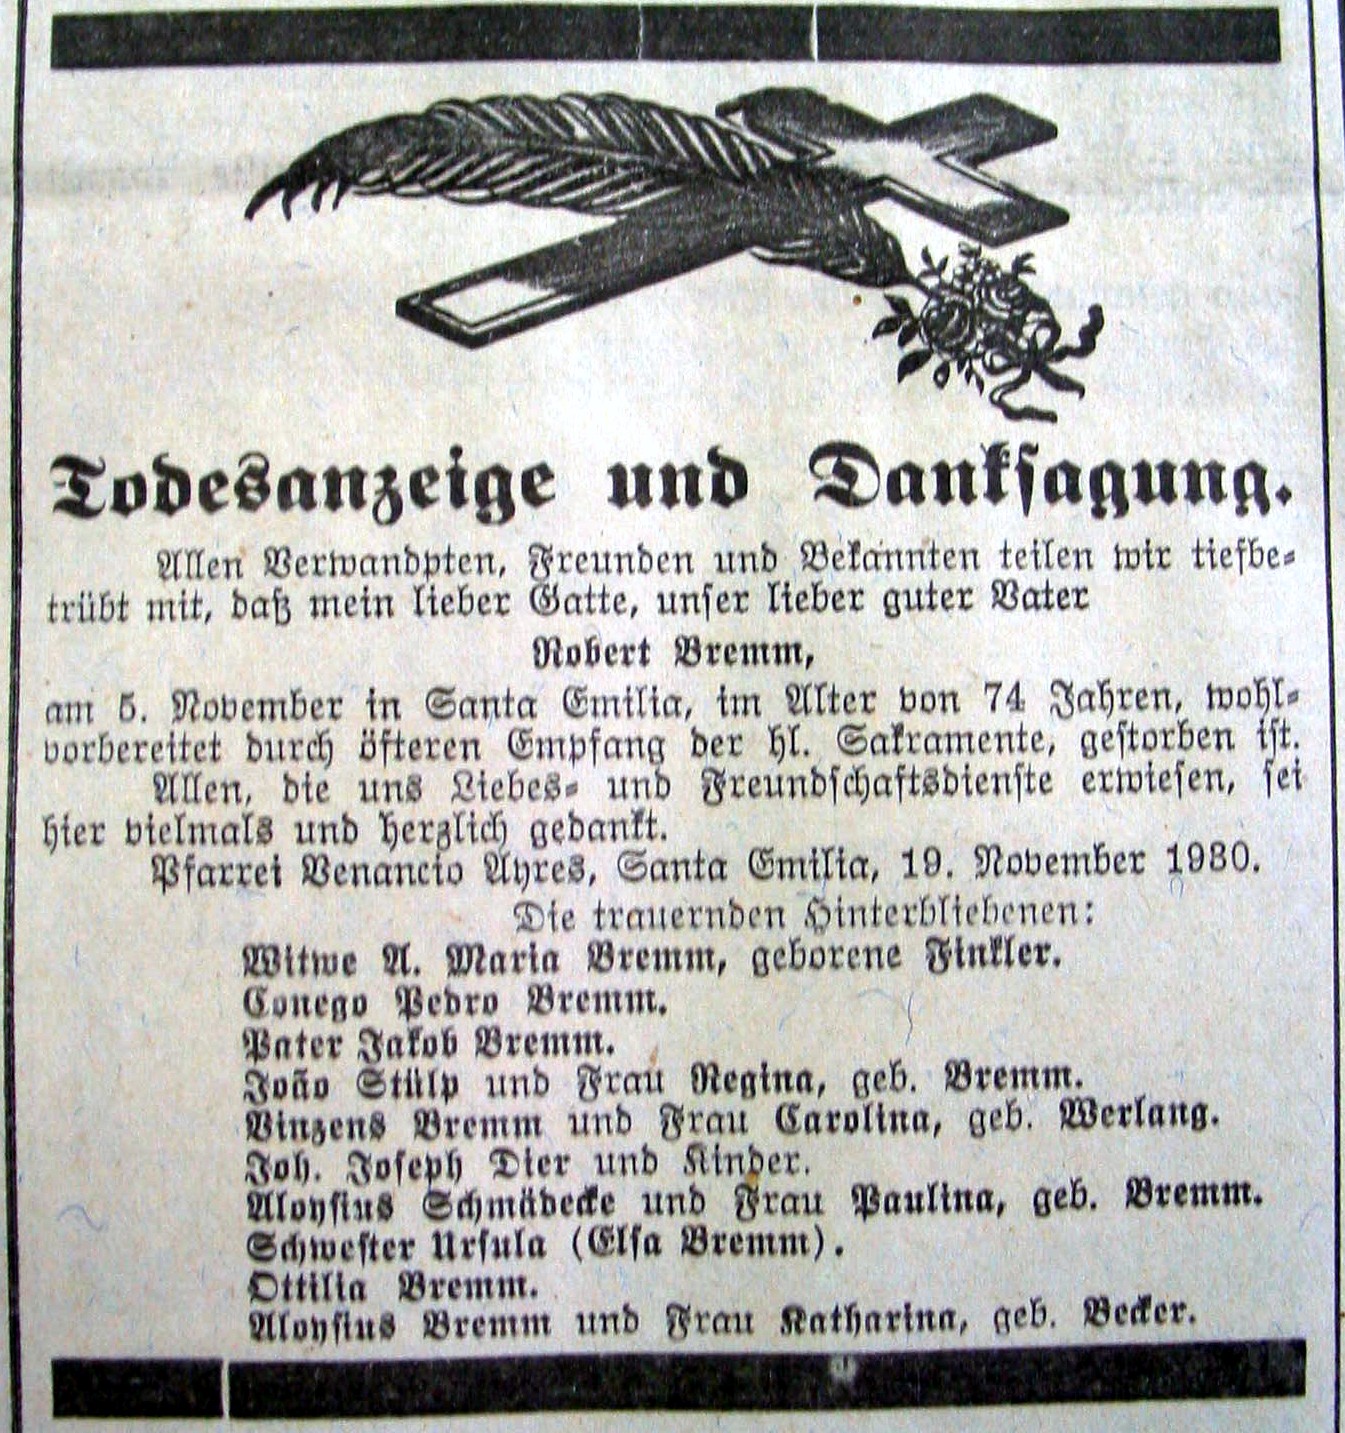 Todesanzeige und Danksagung.
Allen Verwandpten, Freunden und Bekannten teilen wir tiefbe-
trübt mit, daß mein lieber Gatte, unser lieber guter Vater
Robert Bremm,
am 5. November in Santa Emilia, im Alter von 74 Jahren, wohl-
vorbereitet durch öfteren Empfang der hl. Sakramente, gestorben ist.
Allen, die uns Liebes- und Freundschaftsdienste erwiesen, sei
hier vielmals und herzlich gedankt.
Pfarrei Venancio Ayres, Santa Emilia, 19. November 1930.
Die trauernden Hinterbliebenen:
Witwe A. Maria Bremm, geborene Finkler.
Conego Pedro Bremm.
Pater Jakob Bremm.
João Stülp und Frau Regina, geb. Bremm.
Vinzens Bremm und Frau Carolina, geb. Werlang.
Joh. Joseph Dier und Kinder.
Aloysius Schmädecke und Frau Paulina, geb. Bremm.
Schwester Ursula (Elsa Bremm).
Ottilia Bremm.
Aloysius Bremm und Frau Katharina, geb. Becker.